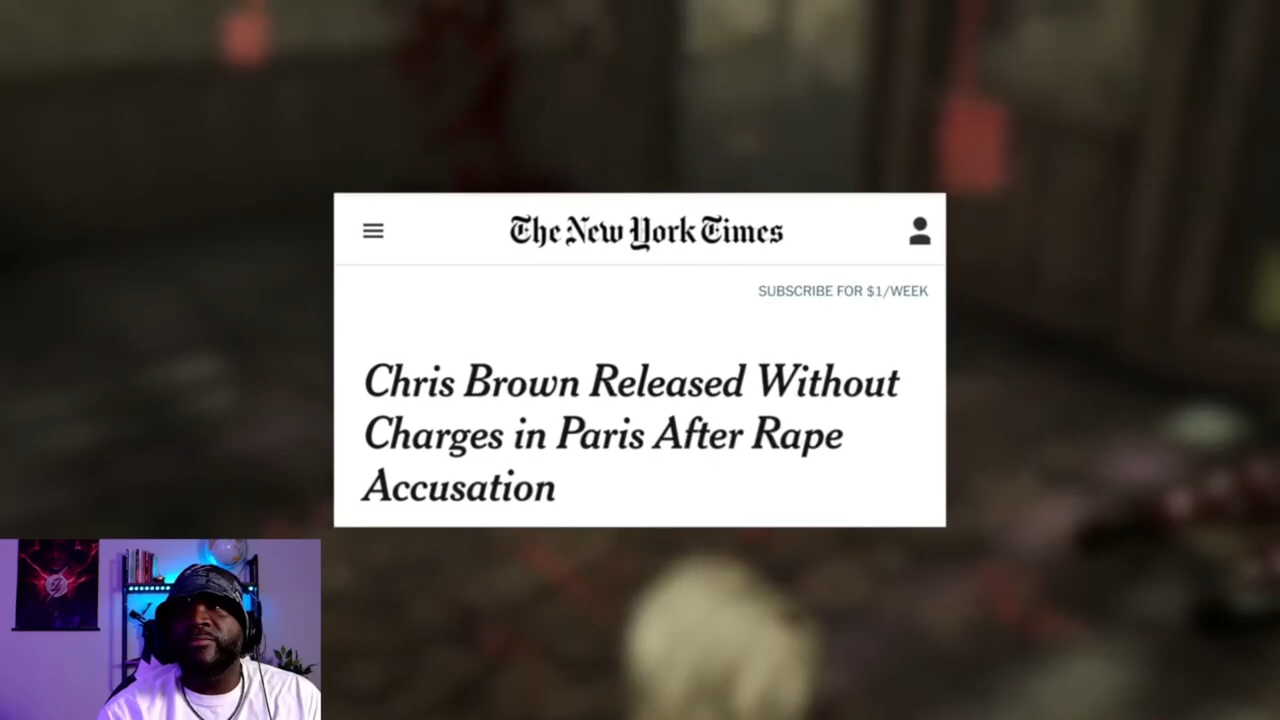 The New York Times
SUBSCRIBE FOR $1/WEEK
Chris Brown Released Without
Charges in Paris After Rape
Accusation